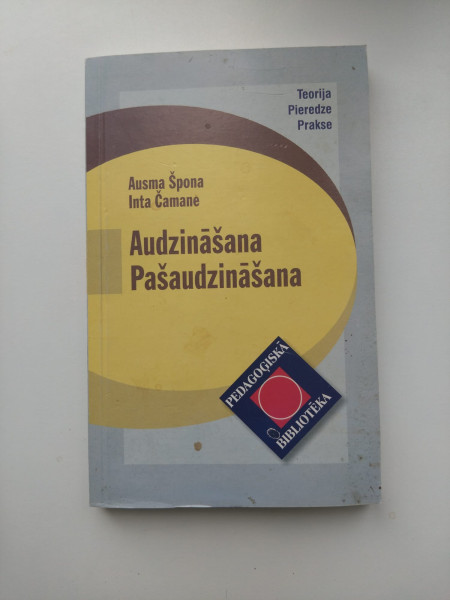 Teorija
Pieredze
Prakse
Ausma Špona
Inta Čamane
Audzināšana
Pašaudzināšana
PEDAGOĢISKĀ
BIBLIOTĒKA